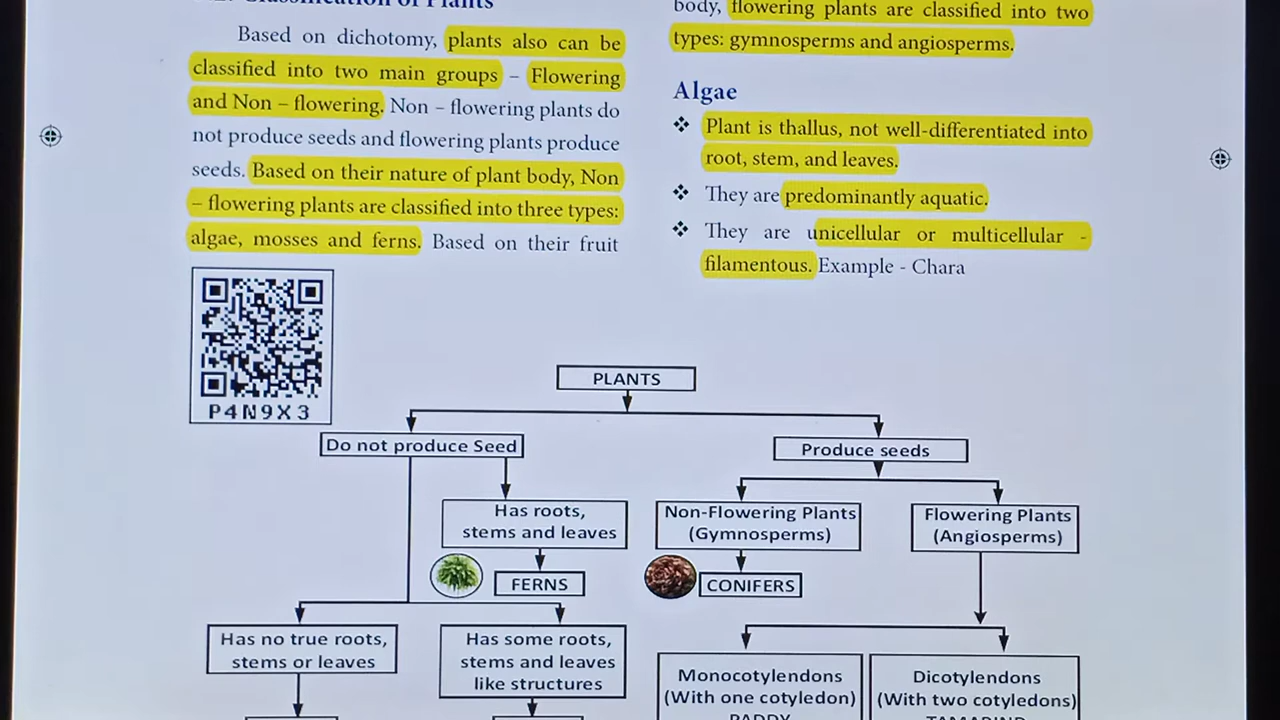 Classification of Plants
Based on dichotomy, plants also can be
classified into two main groups – Flowering
and Non – flowering. Non – flowering plants do
not produce seeds and flowering plants produce
seeds. Based on their nature of plant body, Non
– flowering plants are classified into three types:
algae, mosses and ferns. Based on their fruit
body, flowering plants are classified into two
types: gymnosperms and angiosperms.
Algae
❖ Plant is thallus, not well-differentiated into
root, stem, and leaves.
❖ They are predominantly aquatic.
❖ They are unicellular or multicellular -
filamentous. Example - Chara
P4N9X3
PLANTS
Do not produce Seed
Produce seeds
Has roots,
stems and leaves
Non-Flowering Plants
(Gymnosperms)
Flowering Plants
(Angiosperms)
FERNS
CONIFERS
Has no true roots,
stems or leaves
Has some roots,
stems and leaves
like structures
Monocotylendons
(With one cotyledon)
PADDY
Dicotylendons
(With two cotyledons)
TAMARIND